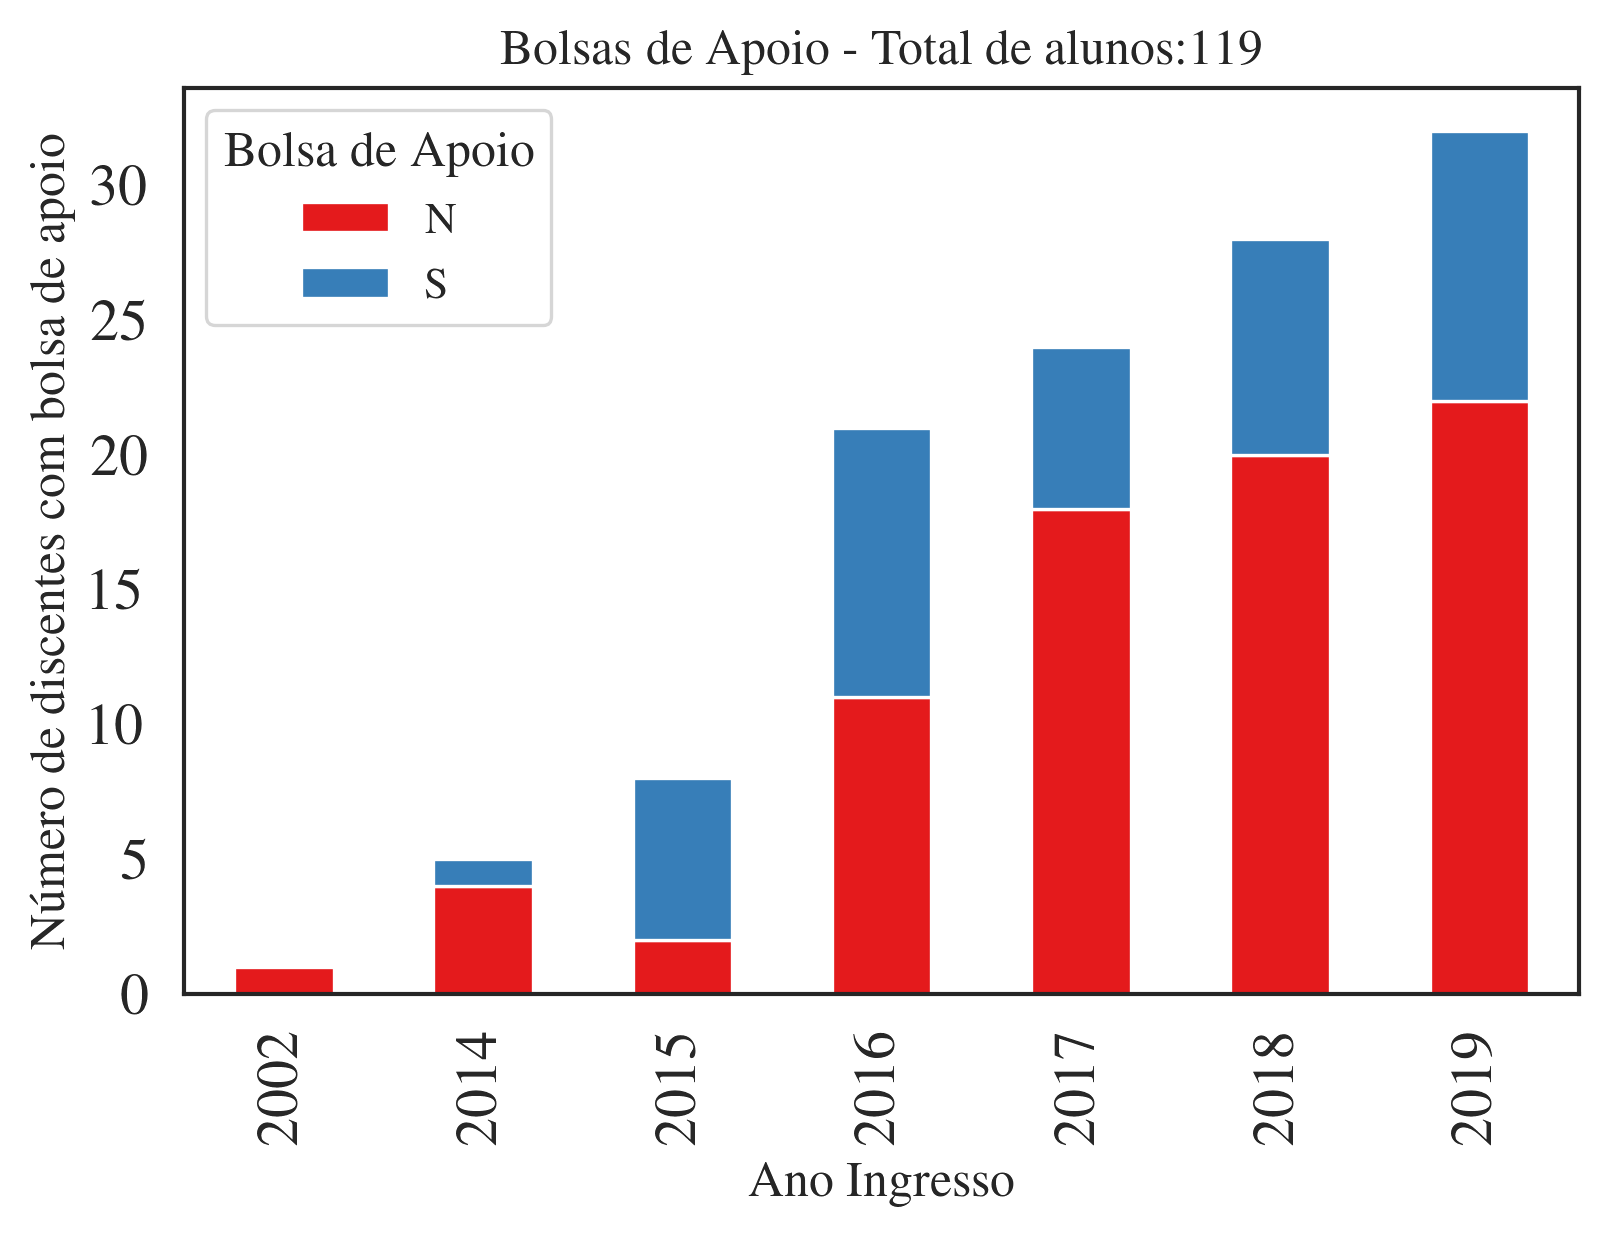 Bolsas de Apoio - Total de alunos:119
Bolsa de Apoio
N
S
Número de discentes com bolsa de apoio
30
25
20
15
10
5
0
2002
2014
2015
2016
2017
2018
2019
Ano Ingresso